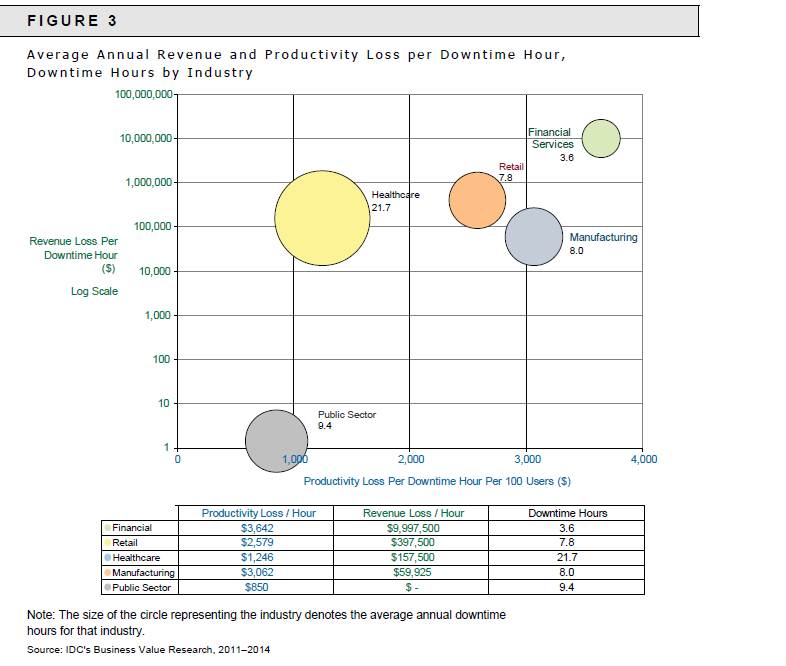 FIGURE 3
Average Annual Revenue and Productivity Loss per Downtime Hour,
Downtime Hours by Industry
100,000,000
10,000,000
1,000,000
100,000
10,000
1,000
100
10
1
Revenue Loss Per
Downtime Hour
($)
Log Scale
Financial
Services
3.6
Retail
7.8
Healthcare
21.7
Manufacturing
8.0
Public Sector
9.4
0 1,000 2,000 3,000 4,000
Productivity Loss Per Downtime Hour Per 100 Users ($)
Productivity Loss / Hour Revenue Loss / Hour Downtime Hours
Financial $3,642 $9,997,500 3.6
Retail $2,579 $397,500 7.8
Healthcare $1,246 $157,500 21.7
Manufacturing $3,062 $59,925 8.0
Public Sector $850 $ - 9.4
Note: The size of the circle representing the industry denotes the average annual downtime
hours for that industry.
Source: IDC's Business Value Research, 2011–2014